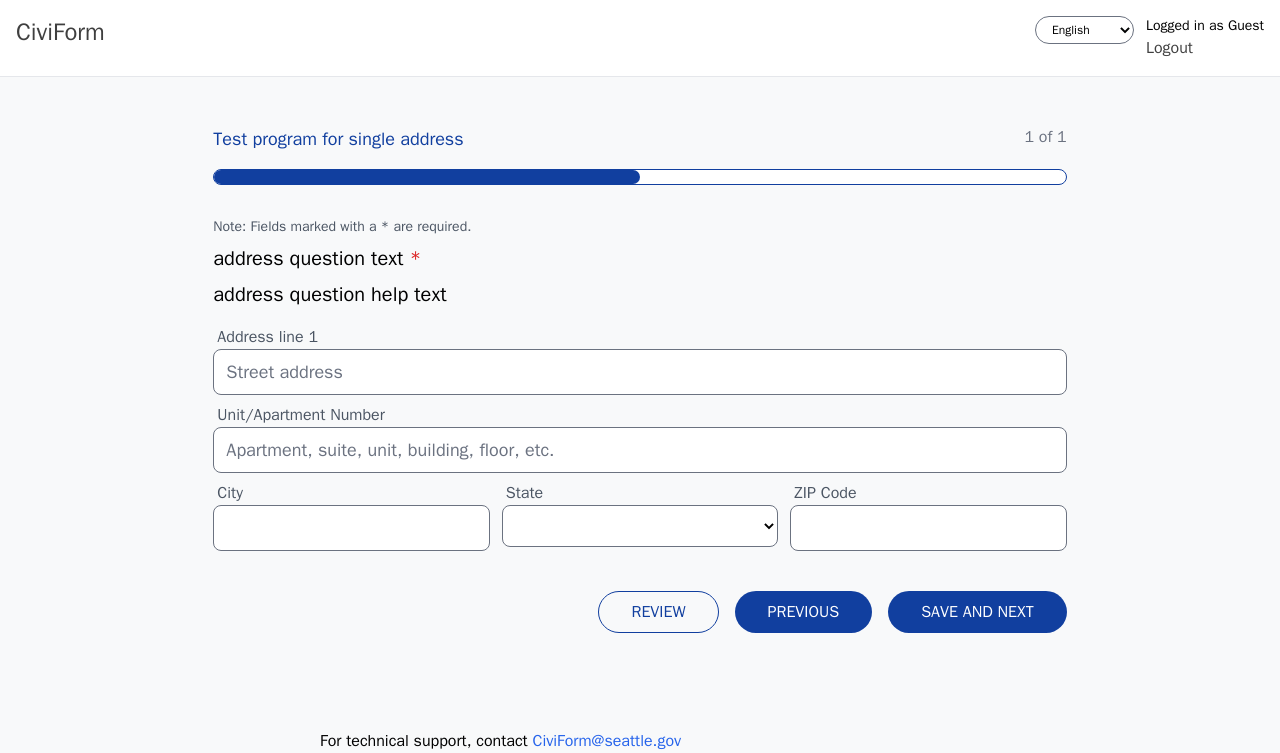 CiviForm
English
Logged in as Guest
Logout
Test program for single address
1 of 1
Note: Fields marked with a * are required.
address question text *
address question help text
Address line 1
Street address
Unit/Apartment Number
Apartment, suite, unit, building, floor, etc.
City State ZIP Code
REVIEW PREVIOUS SAVE AND NEXT
For technical support, contact CiviForm@seattle.gov